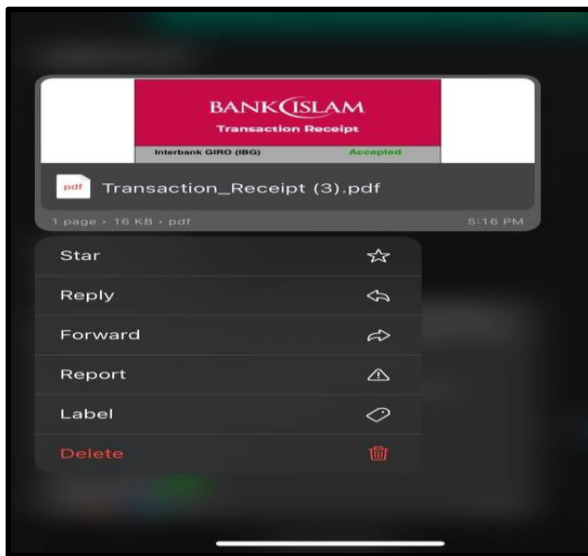 BANK ISLAM
Transaction Receipt
Interbank GIRO (IBG) Accepted
pdf Transaction_Receipt (3).pdf
1 page • 16 KB • pdf 5:16 PM
Star
Reply
Forward
Report
Label
Delete